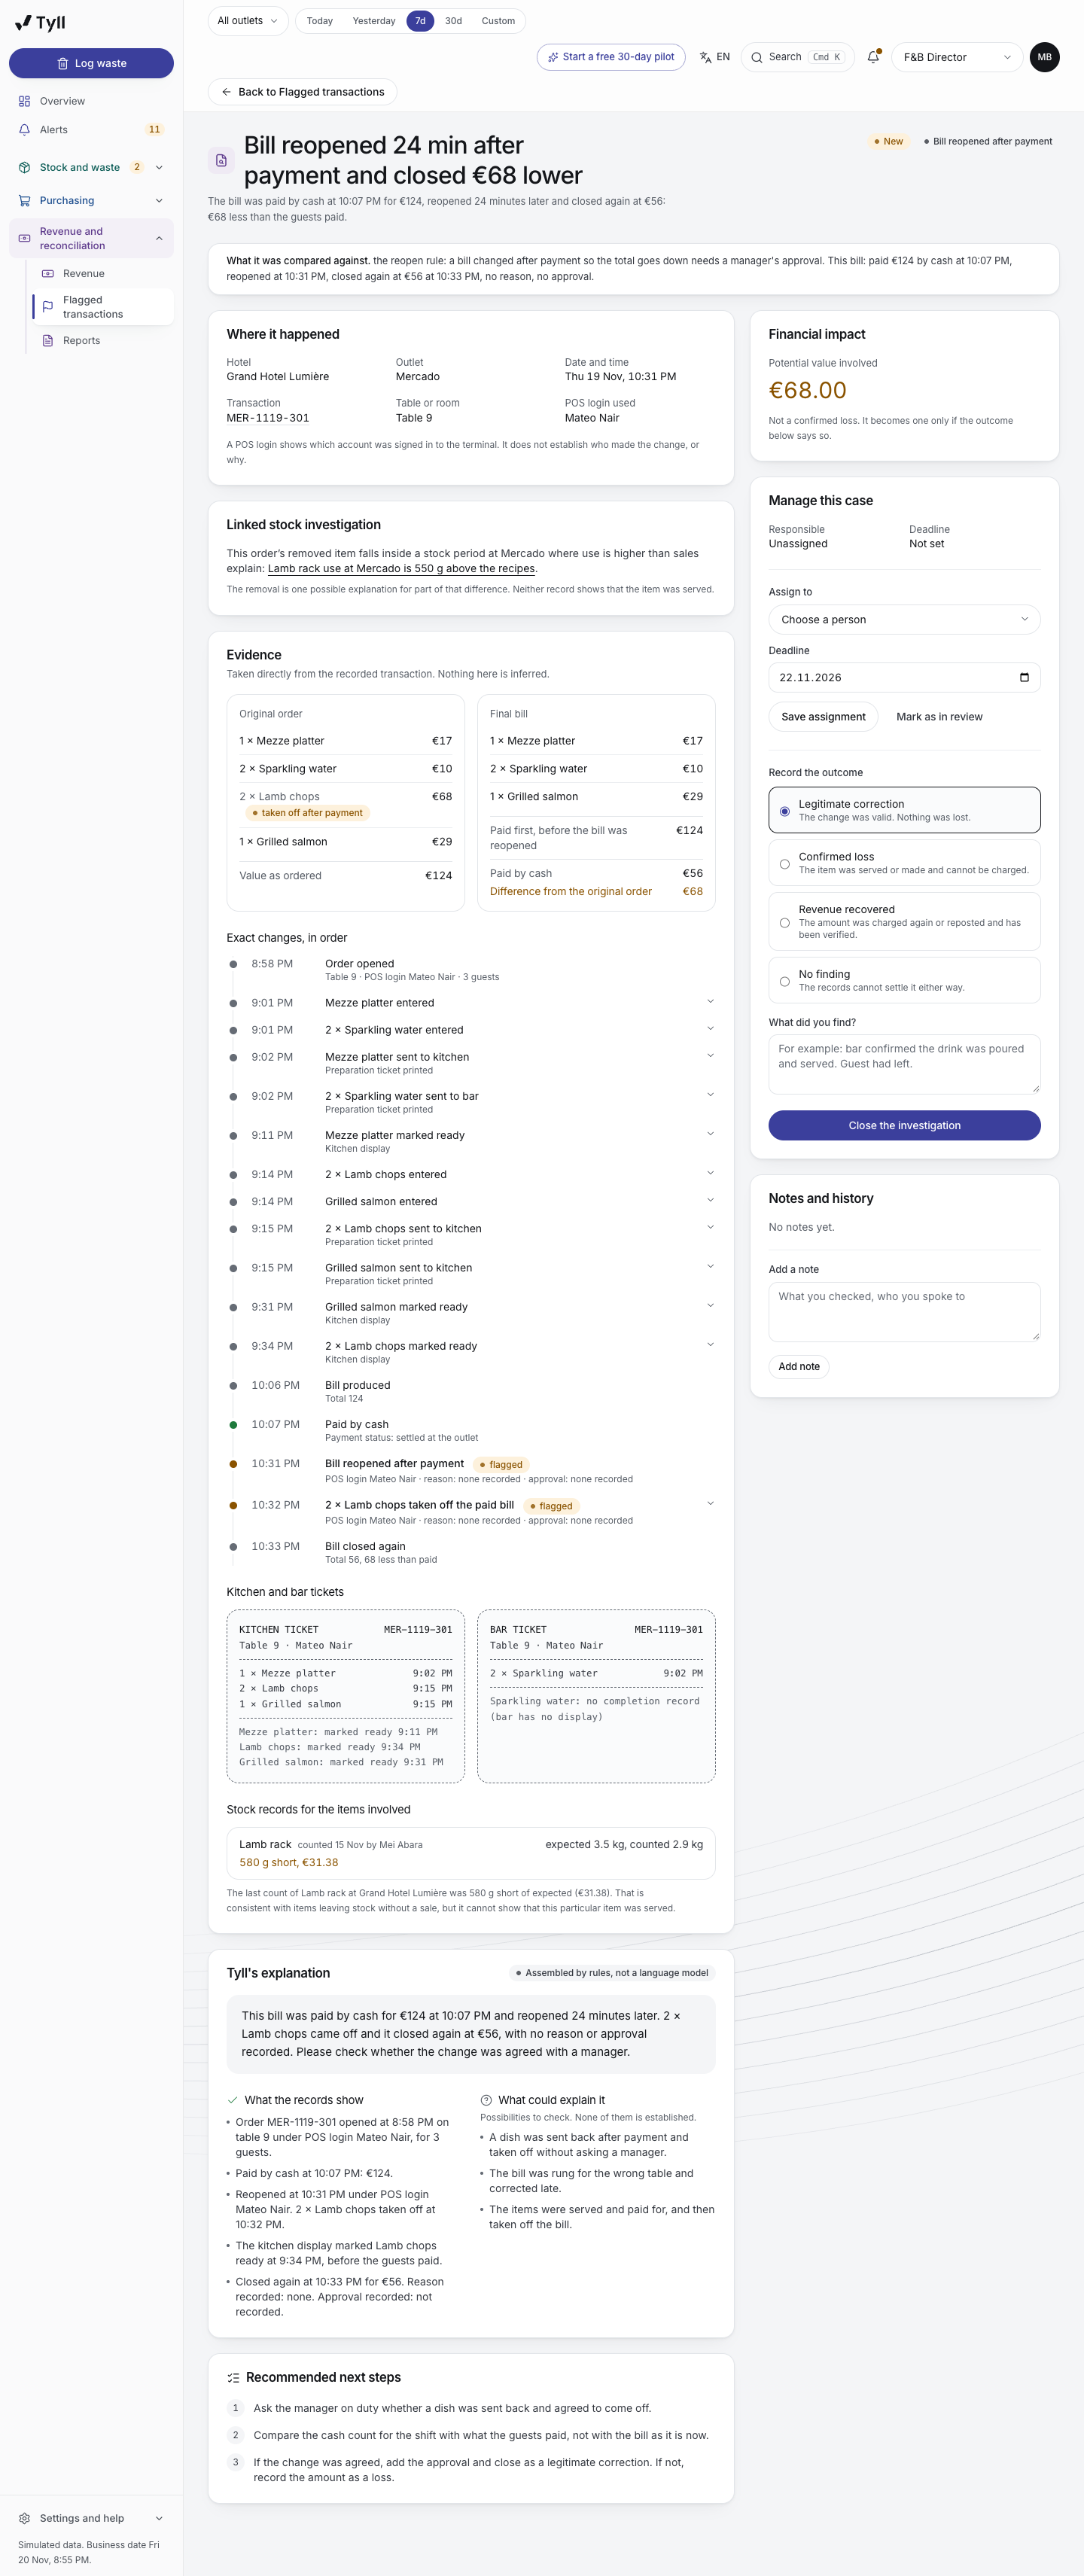 Tyll
Log waste
Overview
Alerts 11
Stock and waste 2
Purchasing
Revenue and
reconciliation
Revenue
Flagged
transactions
Reports
Settings and help
Simulated data. Business date Fri
20 Nov, 8:55 PM.
All outlets
Today Yesterday 7d 30d Custom
Start a free 30-day pilot
EN
Search Cmd K
F&B Director
MB
Back to Flagged transactions
Bill reopened 24 min after
payment and closed €68 lower
New
Bill reopened after payment
The bill was paid by cash at 10:07 PM for €124, reopened 24 minutes later and closed again at €56:
€68 less than the guests paid.
What it was compared against. the reopen rule: a bill changed after payment so the total goes down needs a manager's approval. This bill: paid €124 by cash at 10:07 PM,
reopened at 10:31 PM, closed again at €56 at 10:33 PM, no reason, no approval.
Where it happened
Hotel
Grand Hotel Lumière
Outlet
Mercado
Date and time
Thu 19 Nov, 10:31 PM
Transaction
MER-1119-301
Table or room
Table 9
POS login used
Mateo Nair
A POS login shows which account was signed in to the terminal. It does not establish who made the change, or
why.
Linked stock investigation
This order’s removed item falls inside a stock period at Mercado where use is higher than sales
explain: Lamb rack use at Mercado is 550 g above the recipes.
The removal is one possible explanation for part of that difference. Neither record shows that the item was served.
Evidence
Taken directly from the recorded transaction. Nothing here is inferred.
Original order
1 × Mezze platter €17
2 × Sparkling water €10
2 × Lamb chops €68
taken off after payment
1 × Grilled salmon €29
Value as ordered €124
Final bill
1 × Mezze platter €17
2 × Sparkling water €10
1 × Grilled salmon €29
Paid first, before the bill was €124
reopened
Paid by cash €56
Difference from the original order €68
Exact changes, in order
8:58 PM Order opened
Table 9 · POS login Mateo Nair · 3 guests
9:01 PM Mezze platter entered
9:01 PM 2 × Sparkling water entered
9:02 PM Mezze platter sent to kitchen
Preparation ticket printed
9:02 PM 2 × Sparkling water sent to bar
Preparation ticket printed
9:11 PM Mezze platter marked ready
Kitchen display
9:14 PM 2 × Lamb chops entered
9:14 PM Grilled salmon entered
9:15 PM 2 × Lamb chops sent to kitchen
Preparation ticket printed
9:15 PM Grilled salmon sent to kitchen
Preparation ticket printed
9:31 PM Grilled salmon marked ready
Kitchen display
9:34 PM 2 × Lamb chops marked ready
Kitchen display
10:06 PM Bill produced
Total 124
10:07 PM Paid by cash
Payment status: settled at the outlet
10:31 PM Bill reopened after payment flagged
POS login Mateo Nair · reason: none recorded · approval: none recorded
10:32 PM 2 × Lamb chops taken off the paid bill flagged
POS login Mateo Nair · reason: none recorded · approval: none recorded
10:33 PM Bill closed again
Total 56, 68 less than paid
Kitchen and bar tickets
KITCHEN TICKET MER-1119-301
Table 9 · Mateo Nair
1 × Mezze platter 9:02 PM
2 × Lamb chops 9:15 PM
1 × Grilled salmon 9:15 PM
Mezze platter: marked ready 9:11 PM
Lamb chops: marked ready 9:34 PM
Grilled salmon: marked ready 9:31 PM
BAR TICKET MER-1119-301
Table 9 · Mateo Nair
2 × Sparkling water 9:02 PM
Sparkling water: no completion record
(bar has no display)
Stock records for the items involved
Lamb rack counted 15 Nov by Mei Abara expected 3.5 kg, counted 2.9 kg
580 g short, €31.38
The last count of Lamb rack at Grand Hotel Lumière was 580 g short of expected (€31.38). That is
consistent with items leaving stock without a sale, but it cannot show that this particular item was served.
Tyll's explanation
Assembled by rules, not a language model
This bill was paid by cash for €124 at 10:07 PM and reopened 24 minutes later. 2 ×
Lamb chops came off and it closed again at €56, with no reason or approval
recorded. Please check whether the change was agreed with a manager.
What the records show
Order MER-1119-301 opened at 8:58 PM on
table 9 under POS login Mateo Nair, for 3
guests.
Paid by cash at 10:07 PM: €124.
Reopened at 10:31 PM under POS login
Mateo Nair. 2 × Lamb chops taken off at
10:32 PM.
The kitchen display marked Lamb chops
ready at 9:34 PM, before the guests paid.
Closed again at 10:33 PM for €56. Reason
recorded: none. Approval recorded: not
recorded.
What could explain it
Possibilities to check. None of them is established.
A dish was sent back after payment and
taken off without asking a manager.
The bill was rung for the wrong table and
corrected late.
The items were served and paid for, and then
taken off the bill.
Recommended next steps
1 Ask the manager on duty whether a dish was sent back and agreed to come off.
2 Compare the cash count for the shift with what the guests paid, not with the bill as it is now.
3 If the change was agreed, add the approval and close as a legitimate correction. If not,
record the amount as a loss.
Financial impact
Potential value involved
€68.00
Not a confirmed loss. It becomes one only if the outcome
below says so.
Manage this case
Responsible
Unassigned
Deadline
Not set
Assign to
Choose a person
Deadline
22.11.2026
Save assignment
Mark as in review
Record the outcome
Legitimate correction
The change was valid. Nothing was lost.
Confirmed loss
The item was served or made and cannot be charged.
Revenue recovered
The amount was charged again or reposted and has
been verified.
No finding
The records cannot settle it either way.
What did you find?
For example: bar confirmed the drink was poured
and served. Guest had left.
Close the investigation
Notes and history
No notes yet.
Add a note
What you checked, who you spoke to
Add note